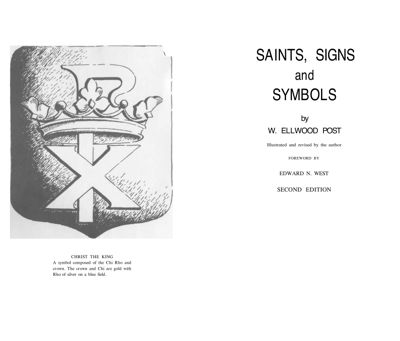 CHRIST THE KING
A symbol composed of the Chi Rho and
crown. The crown and Chi are gold with
Rho of silver on a blue field.
SAINTS, SIGNS
and
SYMBOLS
by
W. ELLWOOD POST
Illustrated and revised by the author
FOREWORD BY
EDWARD N. WEST
SECOND EDITION